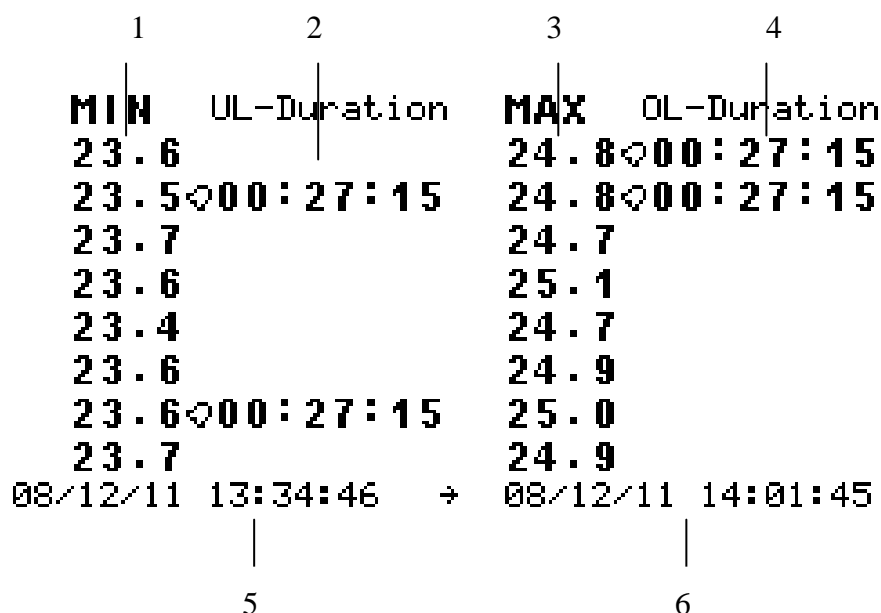 1 2 3 4
MIN UL-Duration MAX OL-Duration
23.6 24.8 00:27:15
23.5 00:27:15 24.8 00:27:15
23.7 24.7
23.6 25.1
23.4 24.7
23.6 24.9
23.6 00:27:15 25.0
23.7 24.9
08/12/11 13:34:46 → 08/12/11 14:01:45
5 6